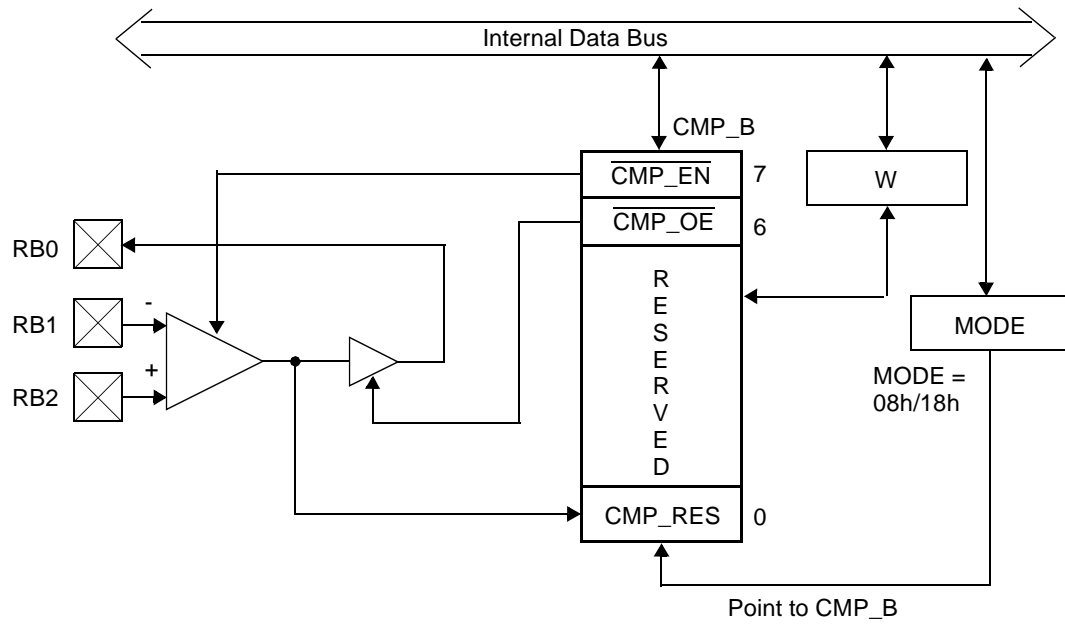 Internal Data Bus
CMP_B
CMP_EN
7
W
CMP_OE
6
RB0
RB1
-
RB2
+
R
E
S
E
R
V
E
D
MODE
MODE =
08h/18h
CMP_RES
0
Point to CMP_B